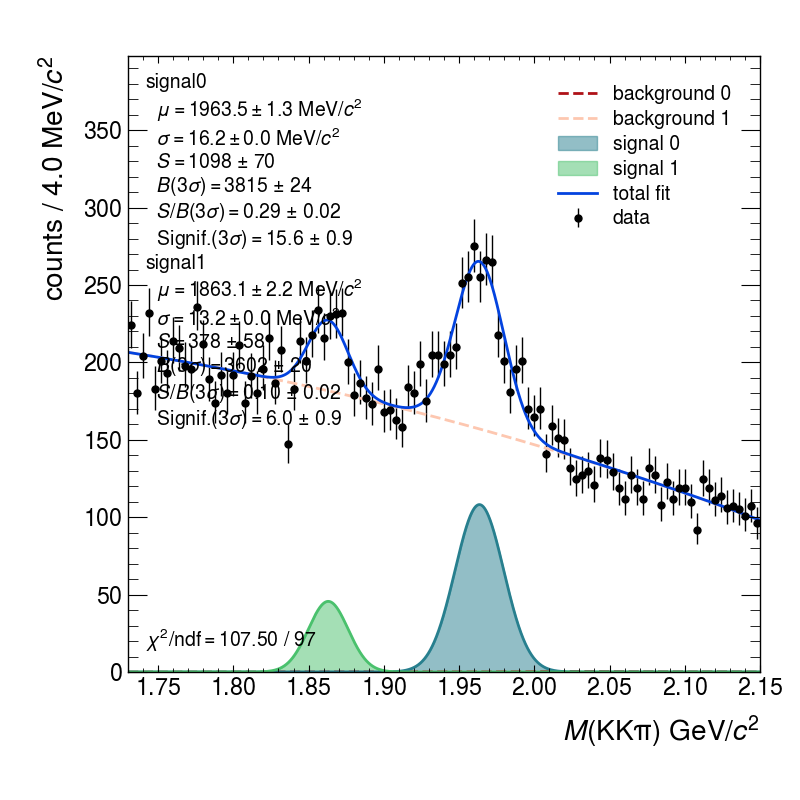 counts / 4.0 MeV/c²
signal0
μ = 1963.5 ± 1.3 MeV/c²
σ = 16.2 ± 0.0 MeV/c²
S = 1098 ± 70
B(3σ) = 3815 ± 24
S/B(3σ) = 0.29 ± 0.02
Signif.(3σ) = 15.6 ± 0.9
signal1
μ = 1863.1 ± 2.2 MeV/c²
σ = 13.2 ± 0.0 MeV/c²
S = 378 ± 58
B(3σ) = 3602 ± 20
S/B(3σ) = 0.10 ± 0.02
Signif.(3σ) = 6.0 ± 0.9
χ²/ndf = 107.50 / 97
background 0
background 1
signal 0
signal 1
total fit
data
350
300
250
200
150
100
50
0
1.75 1.80 1.85 1.90 1.95 2.00 2.05 2.10 2.15
M(KKπ) GeV/c²